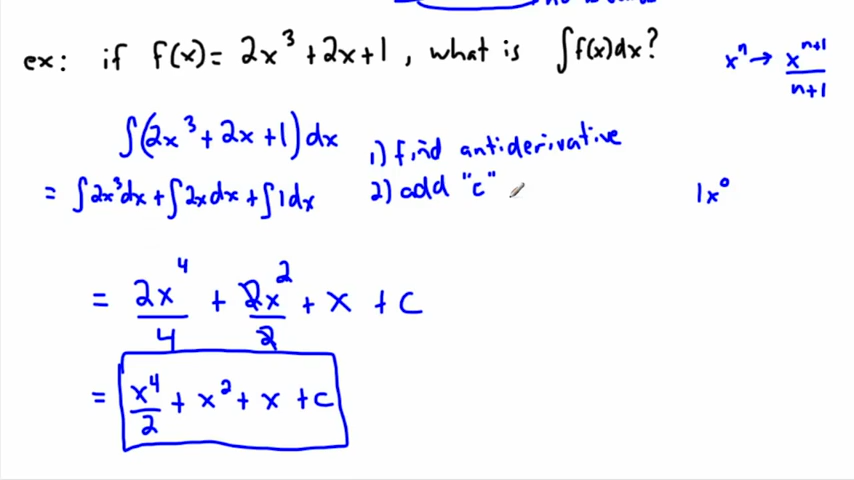 ex: if f(x) = 2x³ + 2x + 1, what is ∫f(x)dx?
xⁿ → xⁿ⁺¹/n+1
∫(2x³ + 2x + 1)dx
1) find antiderivative
= ∫2x³dx + ∫2xdx + ∫1dx
2) add "c"
1x⁰
= 2x⁴/4 + 2x²/2 + x + c
= x⁴/2 + x² + x + c